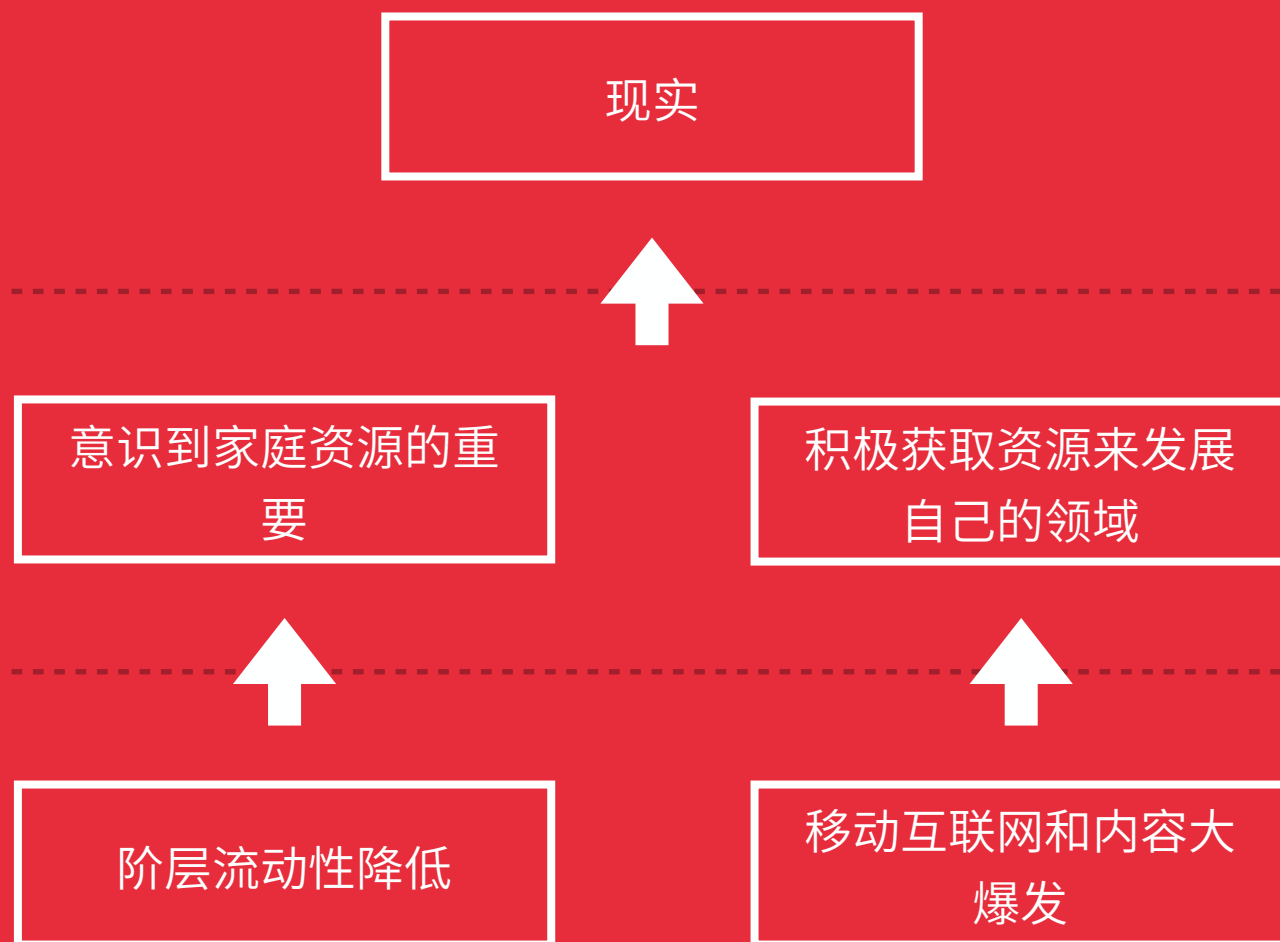 现实
意识到家庭资源的重
要
积极获取资源来发展
自己的领域
阶层流动性降低
移动互联网和内容大
爆发